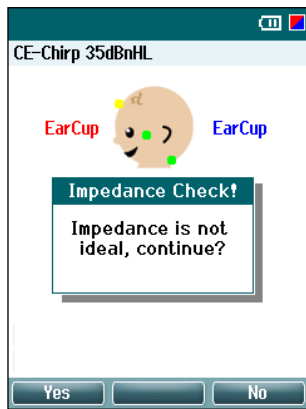 CE-Chirp 35dBnHL
EarCup EarCup
Impedance Check!
Impedance is not
ideal, continue?
Yes No